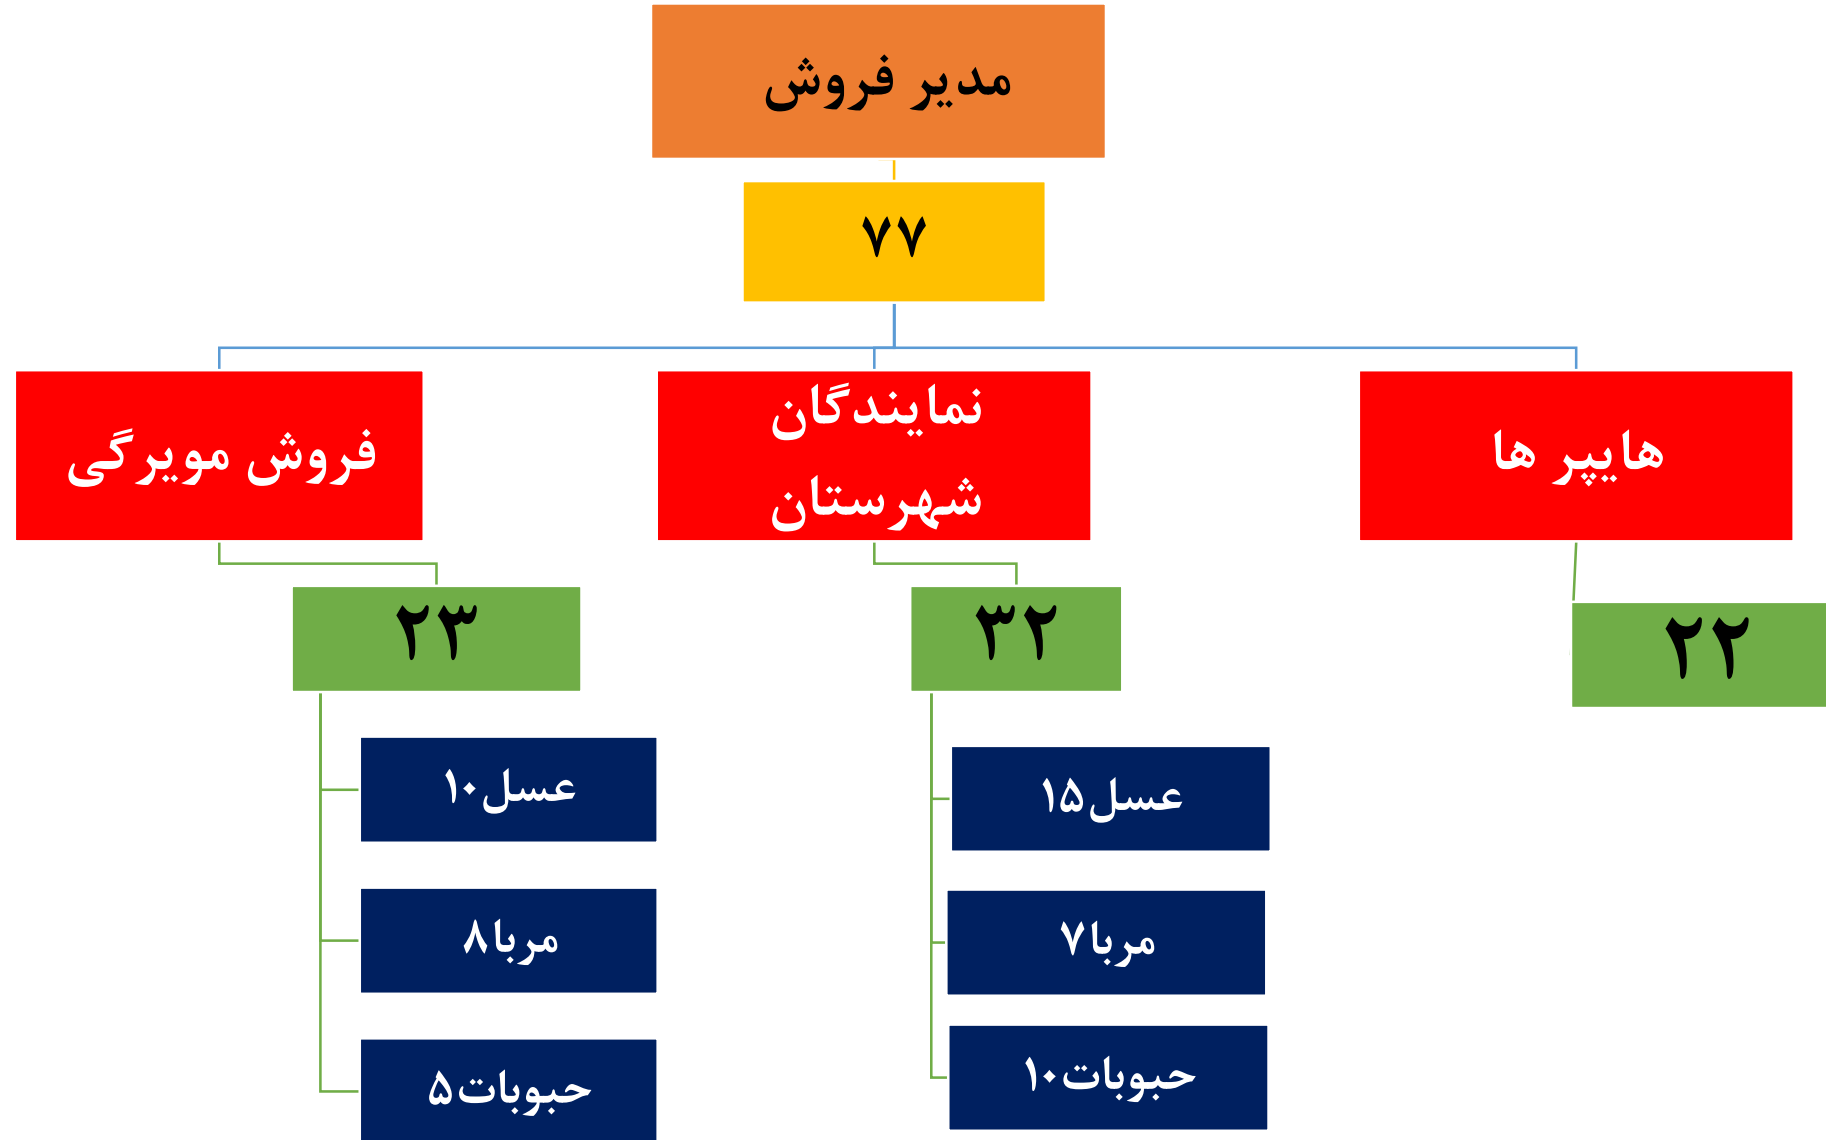 مدیر فروش
۷۷
هایپر ها
نمایندگان
شهرستان
فروش مویرگی
۲۲
۳۲
۲۳
عسل۱۵
مربا۷
حبوبات۱۰
عسل۱۰
مربا۸
حبوبات۵